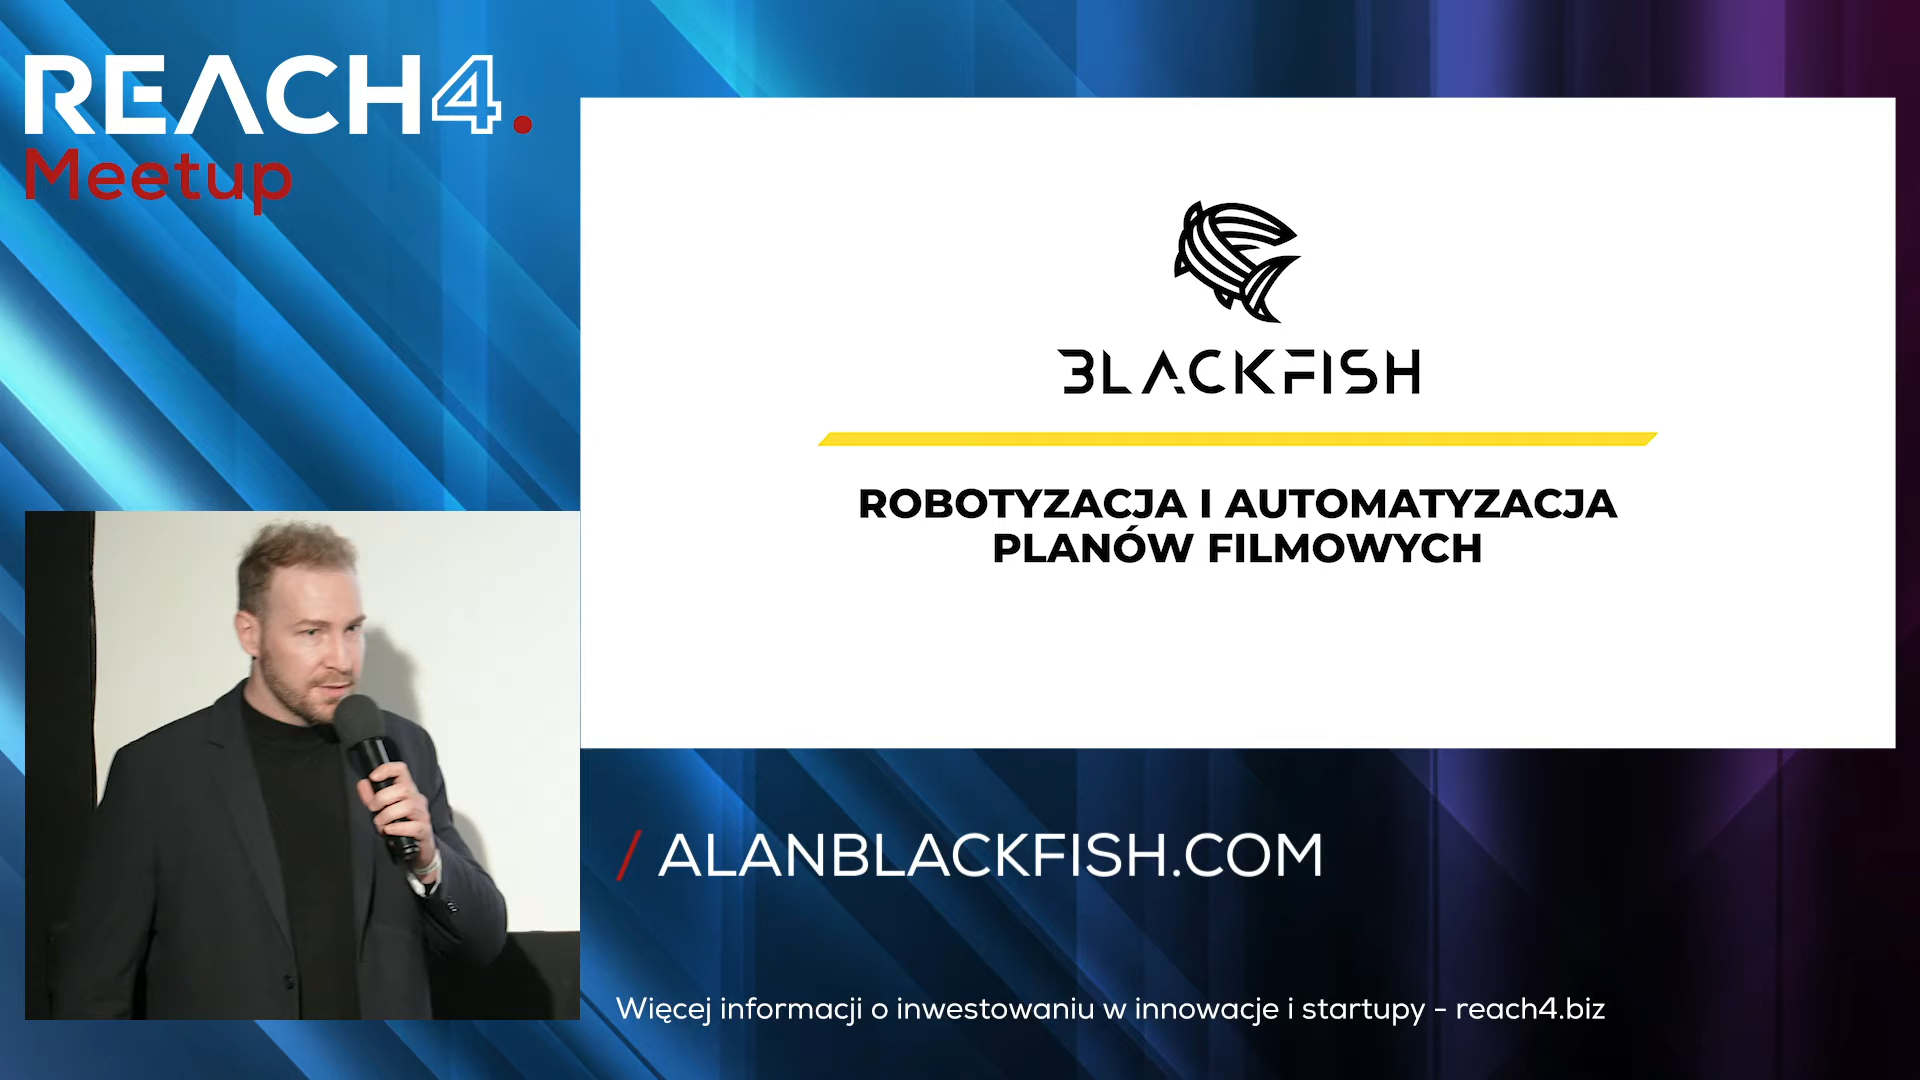 REACH4.
Meetup
BLACKFISH
ROBOTYZACJA I AUTOMATYZACJA
PLANÓW FILMOWYCH
/ ALANBLACKFISH.COM
Więcej informacji o inwestowaniu w innowacje i startupy - reach4.biz